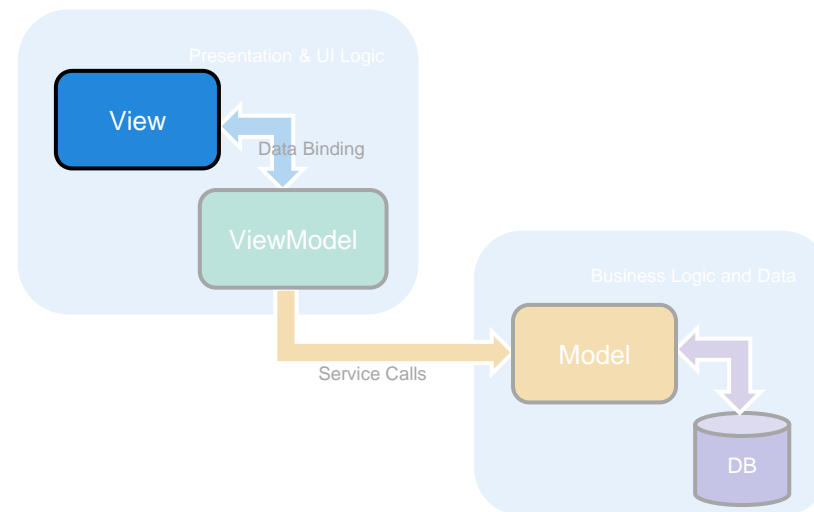 Presentation & UI Logic
View
Data Binding
ViewModel
Business Logic and Data
Model
Service Calls
DB